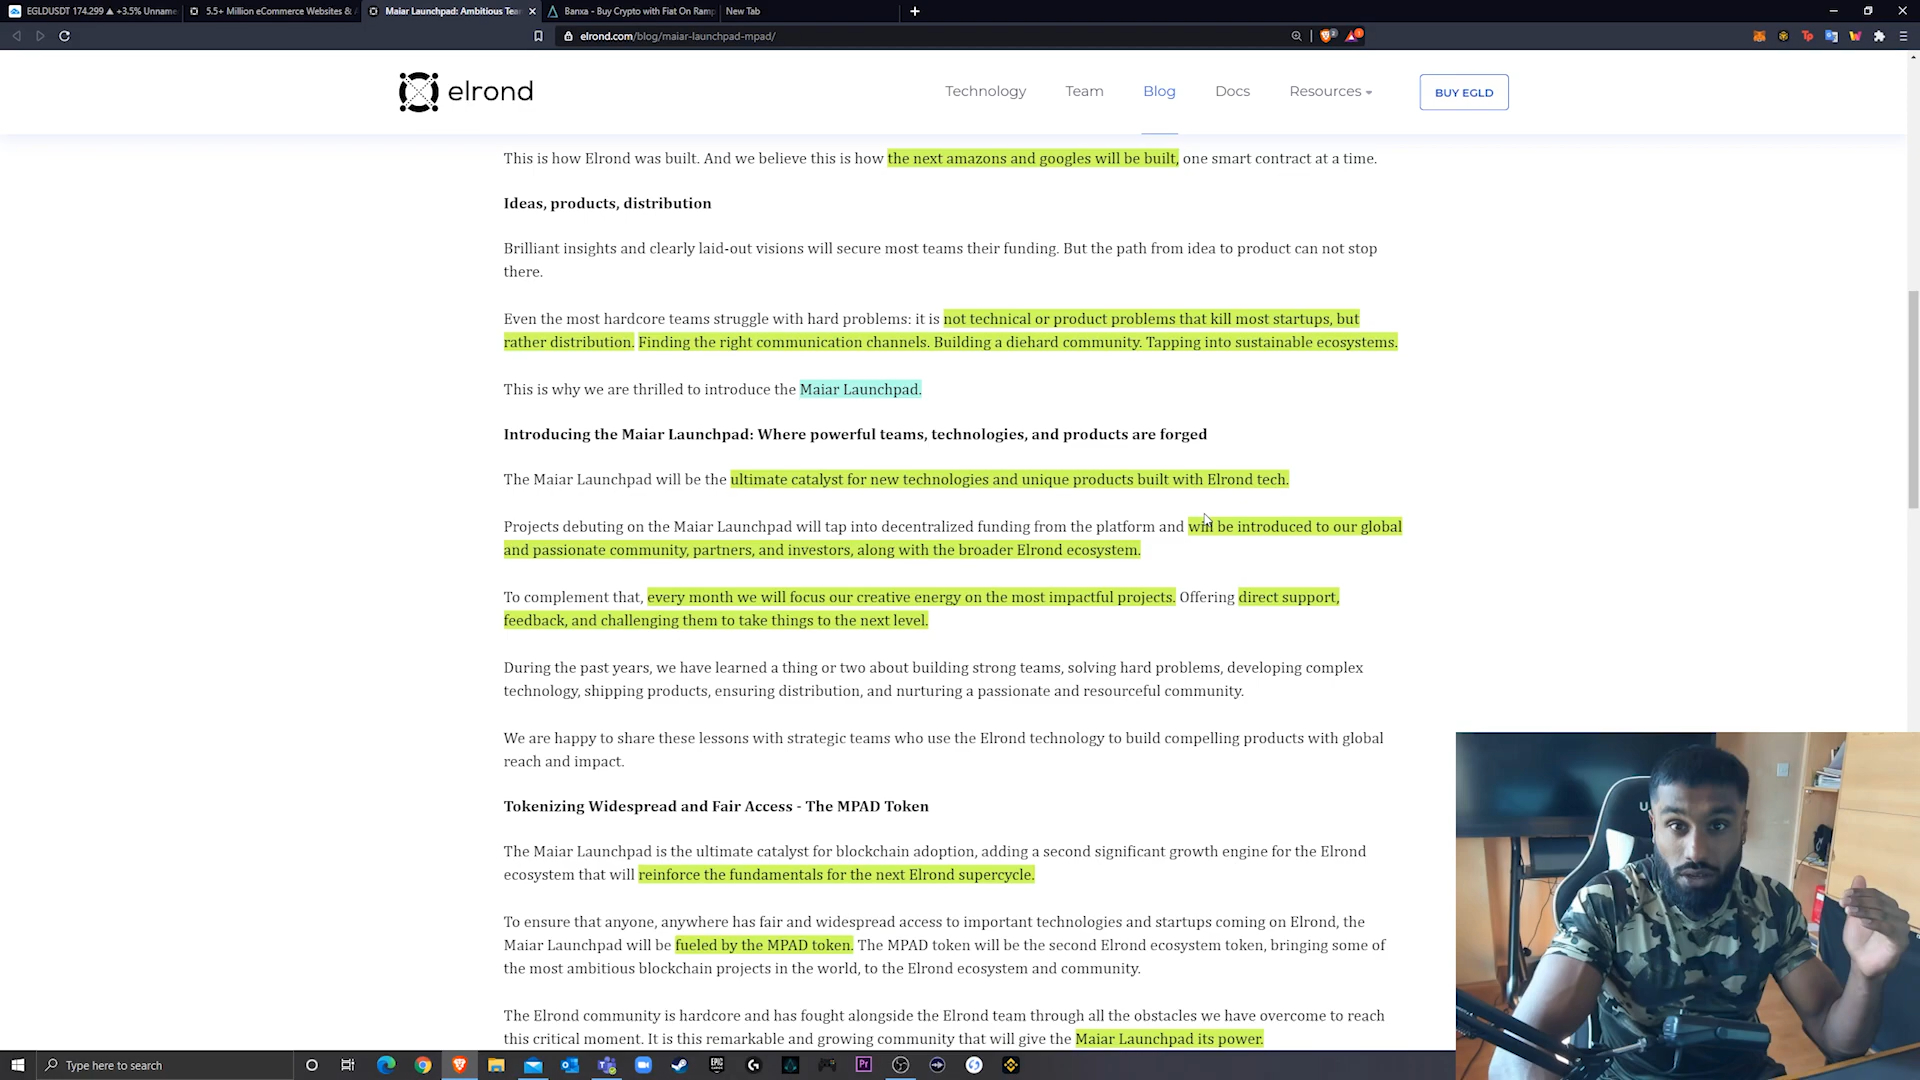 EGLDUSDT 174.299 ▲ +3.5% Unname
5.5+ Million eCommerce Websites &
Maiar Launchpad: Ambitious Tea
Banxa - Buy Crypto with Fiat On Ramp
New Tab
elrond.com/blog/maiar-launchpad-mpad/
elrond
Technology
Team
Blog
Docs
Resources
BUY EGLD
This is how Elrond was built. And we believe this is how the next amazons and googles will be built, one smart contract at a time.
Ideas, products, distribution
Brilliant insights and clearly laid-out visions will secure most teams their funding. But the path from idea to product can not stop
there.
Even the most hardcore teams struggle with hard problems: it is not technical or product problems that kill most startups, but
rather distribution. Finding the right communication channels. Building a diehard community. Tapping into sustainable ecosystems.
This is why we are thrilled to introduce the Maiar Launchpad.
Introducing the Maiar Launchpad: Where powerful teams, technologies, and products are forged
The Maiar Launchpad will be the ultimate catalyst for new technologies and unique products built with Elrond tech.
Projects debuting on the Maiar Launchpad will tap into decentralized funding from the platform and will be introduced to our global
and passionate community, partners, and investors, along with the broader Elrond ecosystem.
To complement that, every month we will focus our creative energy on the most impactful projects. Offering direct support,
feedback, and challenging them to take things to the next level.
During the past years, we have learned a thing or two about building strong teams, solving hard problems, developing complex
technology, shipping products, ensuring distribution, and nurturing a passionate and resourceful community.
We are happy to share these lessons with strategic teams who use the Elrond technology to build compelling products with global
reach and impact.
Tokenizing Widespread and Fair Access - The MPAD Token
The Maiar Launchpad is the ultimate catalyst for blockchain adoption, adding a second significant growth engine for the Elrond
ecosystem that will reinforce the fundamentals for the next Elrond supercycle.
To ensure that anyone, anywhere has fair and widespread access to important technologies and startups coming on Elrond, the
Maiar Launchpad will be fueled by the MPAD token. The MPAD token will be the second Elrond ecosystem token, bringing some of
the most ambitious blockchain projects in the world, to the Elrond ecosystem and community.
The Elrond community is hardcore and has fought alongside the Elrond team through all the obstacles we have overcome to reach
this critical moment. It is this remarkable and growing community that will give the Maiar Launchpad its power.
Type here to search